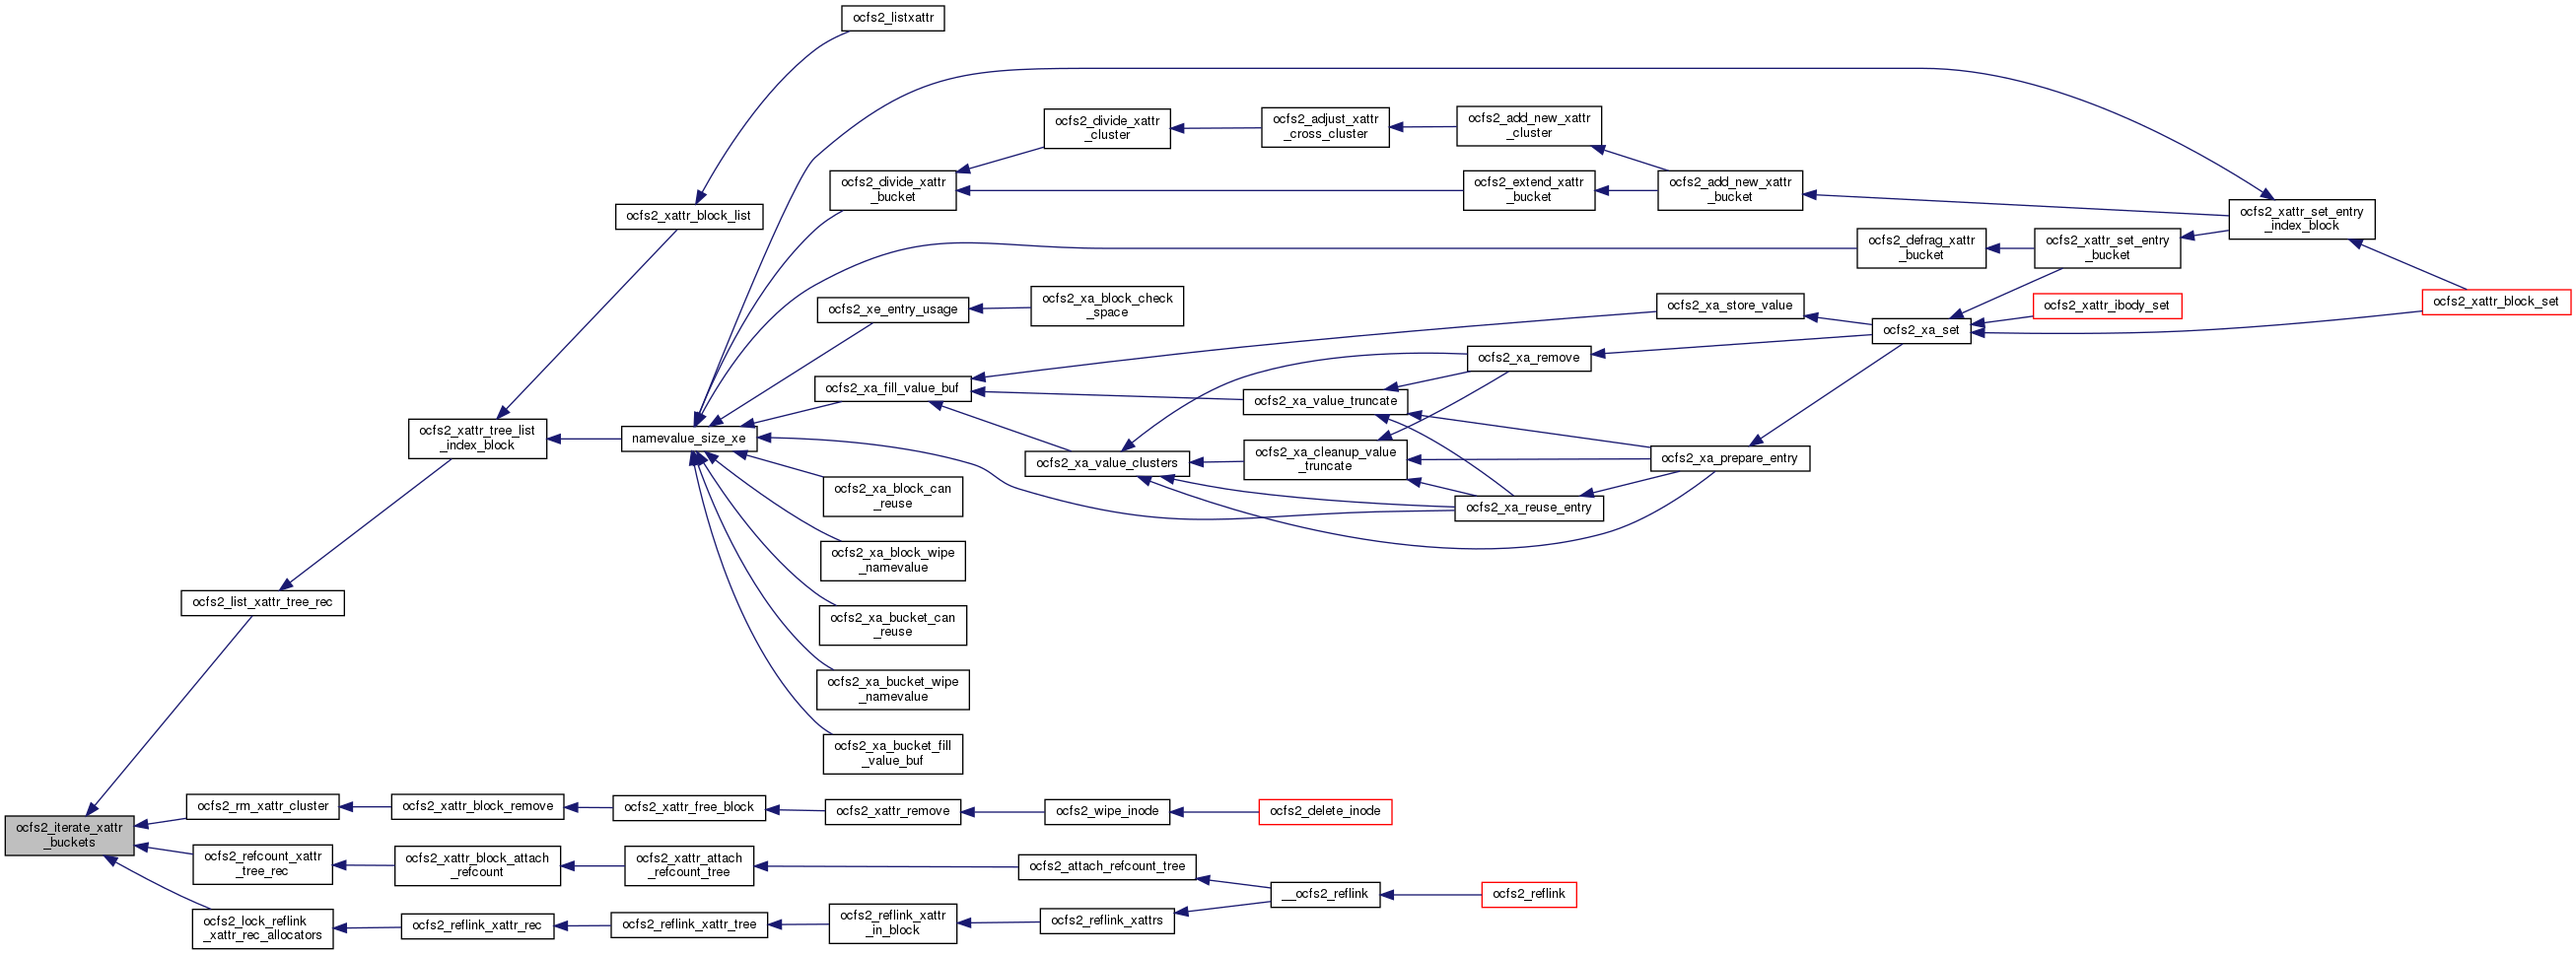 ocfs2_listxattr
ocfs2_divide_xattr
_cluster
ocfs2_adjust_xattr
_cross_cluster
ocfs2_add_new_xattr
_cluster
ocfs2_xattr_block_list
ocfs2_divide_xattr
_bucket
ocfs2_extend_xattr
_bucket
ocfs2_add_new_xattr
_bucket
ocfs2_xattr_set_entry
_index_block
ocfs2_defrag_xattr
_bucket
ocfs2_xattr_set_entry
_bucket
ocfs2_xe_entry_usage
ocfs2_xa_block_check
_space
ocfs2_xa_store_value
ocfs2_xattr_ibody_set
ocfs2_xattr_block_set
ocfs2_xa_set
ocfs2_xa_remove
ocfs2_xa_fill_value_buf
ocfs2_xa_value_truncate
ocfs2_xattr_tree_list
_index_block
namevalue_size_xe
ocfs2_xa_value_clusters
ocfs2_xa_cleanup_value
_truncate
ocfs2_xa_prepare_entry
ocfs2_xa_block_can
_reuse
ocfs2_xa_reuse_entry
ocfs2_xa_block_wipe
_namevalue
ocfs2_list_xattr_tree_rec
ocfs2_xa_bucket_can
_reuse
ocfs2_xa_bucket_wipe
_namevalue
ocfs2_xa_bucket_fill
_value_buf
ocfs2_iterate_xattr
_buckets
ocfs2_rm_xattr_cluster
ocfs2_xattr_block_remove
ocfs2_xattr_free_block
ocfs2_xattr_remove
ocfs2_wipe_inode
ocfs2_delete_inode
ocfs2_refcount_xattr
_tree_rec
ocfs2_xattr_block_attach
_refcount
ocfs2_xattr_attach
_refcount_tree
ocfs2_attach_refcount_tree
__ocfs2_reflink
ocfs2_reflink
ocfs2_lock_reflink
_xattr_rec_allocators
ocfs2_reflink_xattr_rec
ocfs2_reflink_xattr_tree
ocfs2_reflink_xattr
_in_block
ocfs2_reflink_xattrs